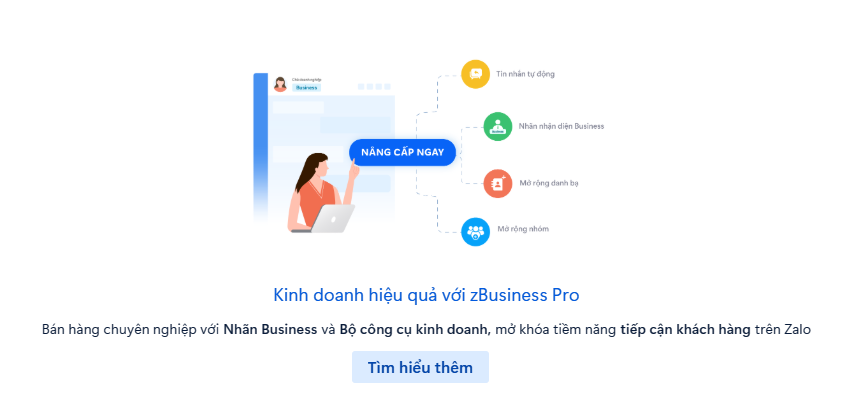 Chủ doanh nghiệp
Business
Tin nhắn tự động
Nhãn nhận diện Business
NÂNG CẤP NGAY
Mở rộng danh bạ
Mở rộng nhóm
Kinh doanh hiệu quả với zBusiness Pro
Bán hàng chuyên nghiệp với Nhãn Business và Bộ công cụ kinh doanh, mở khóa tiềm năng tiếp cận khách hàng trên Zalo
Tìm hiểu thêm